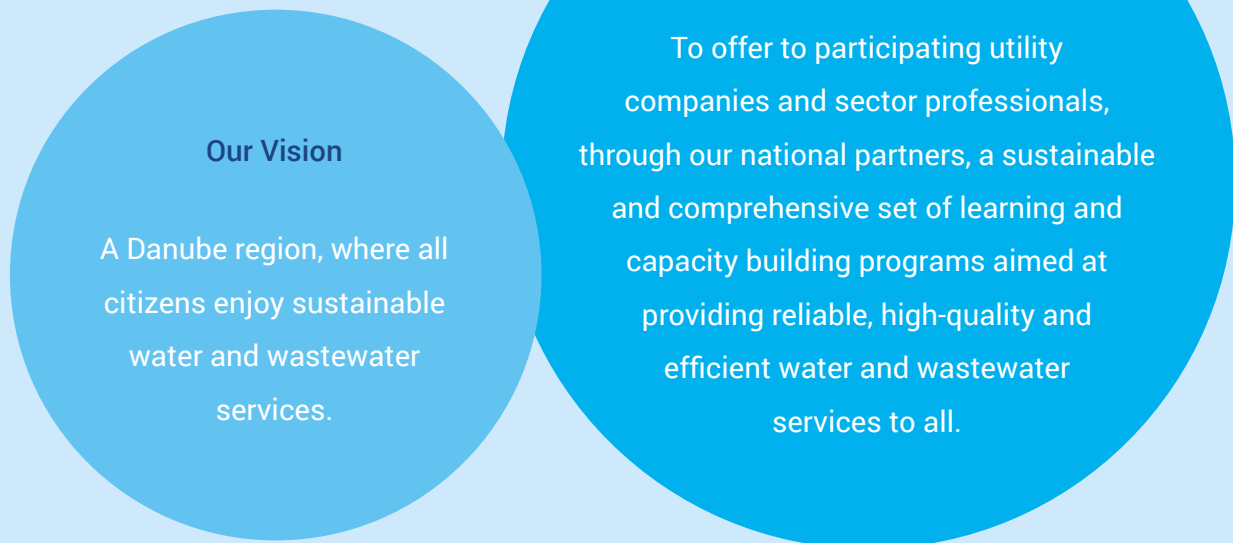 Our Vision
A Danube region, where all
citizens enjoy sustainable
water and wastewater
services.
To offer to participating utility
companies and sector professionals,
through our national partners, a sustainable
and comprehensive set of learning and
capacity building programs aimed at
providing reliable, high-quality and
efficient water and wastewater
services to all.